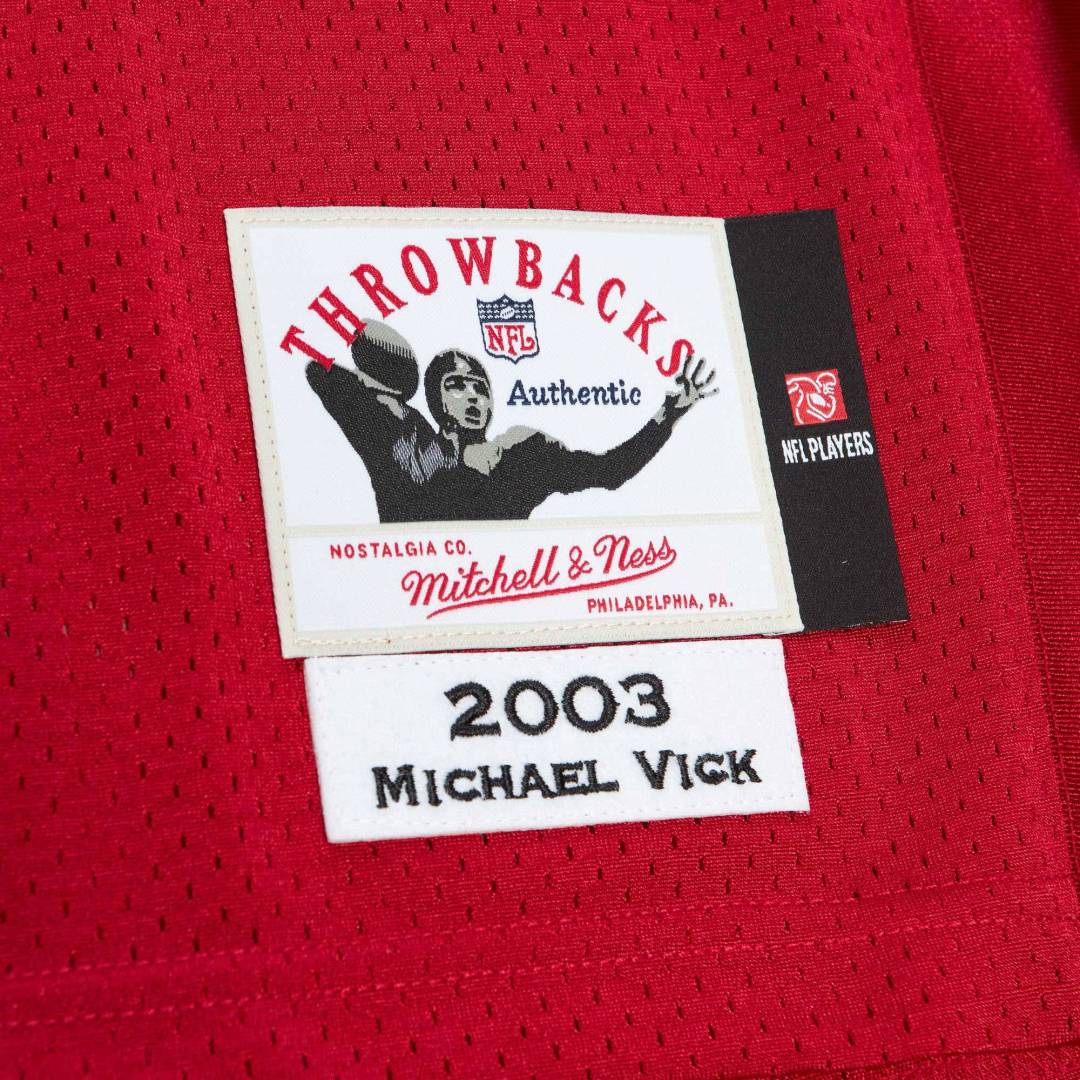 THROWBACKS
NFL
Authentic
NFL PLAYERS
NOSTALGIA CO.
Mitchell & Ness
PHILADELPHIA, PA.
2003
MICHAEL VICK